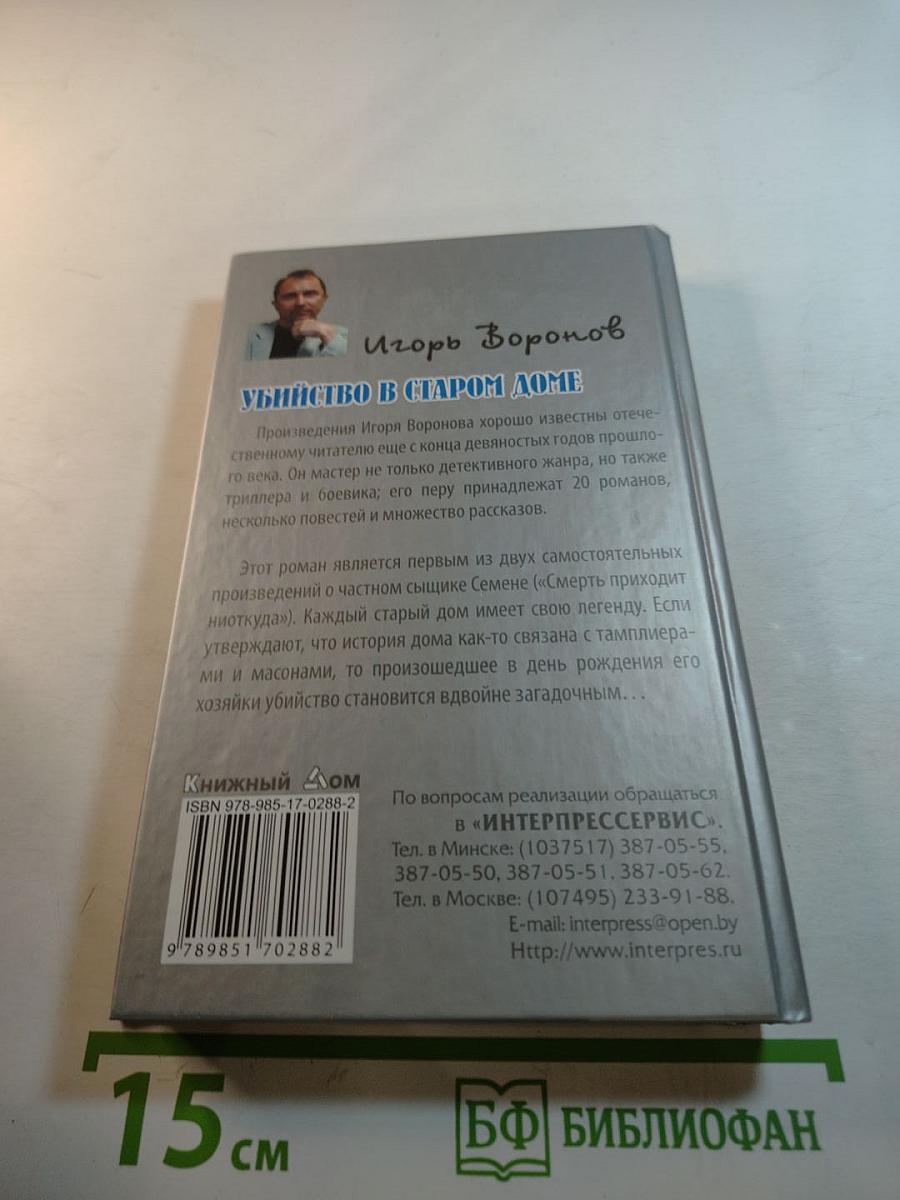 Игорь Воронов
УБИЙСТВО В СТАРОМ ДОМЕ
Произведения Игоря Воронова хорошо известны отече-
ственному читателю еще с конца девяностых годов прошло-
го века. Он мастер не только детективного жанра, но также
триллера и боевика; его перу принадлежат 20 романов,
несколько повестей и множество рассказов.
Этот роман является первым из двух самостоятельных
произведений о частном сыщике Семене («Смерть приходит
ниоткуда»). Каждый старый дом имеет свою легенду. Если
утверждают, что история дома как-то связана с тамплиера-
ми и масонами, то произошедшее в день рождения его
хозяйки убийство становится вдвойне загадочным...
Книжный Дом
ISBN 978-985-17-0288-2
9 789851 702882
По вопросам реализации обращаться
в «ИНТЕРПРЕССЕРВИС».
Тел. в Минске: (1037517) 387-05-55,
387-05-50, 387-05-51, 387-05-62.
Тел. в Москве: (107495) 233-91-88.
E-mail: interpress@open.by
Http://www.interpres.ru
15 см
БФ БИБЛИОФАН